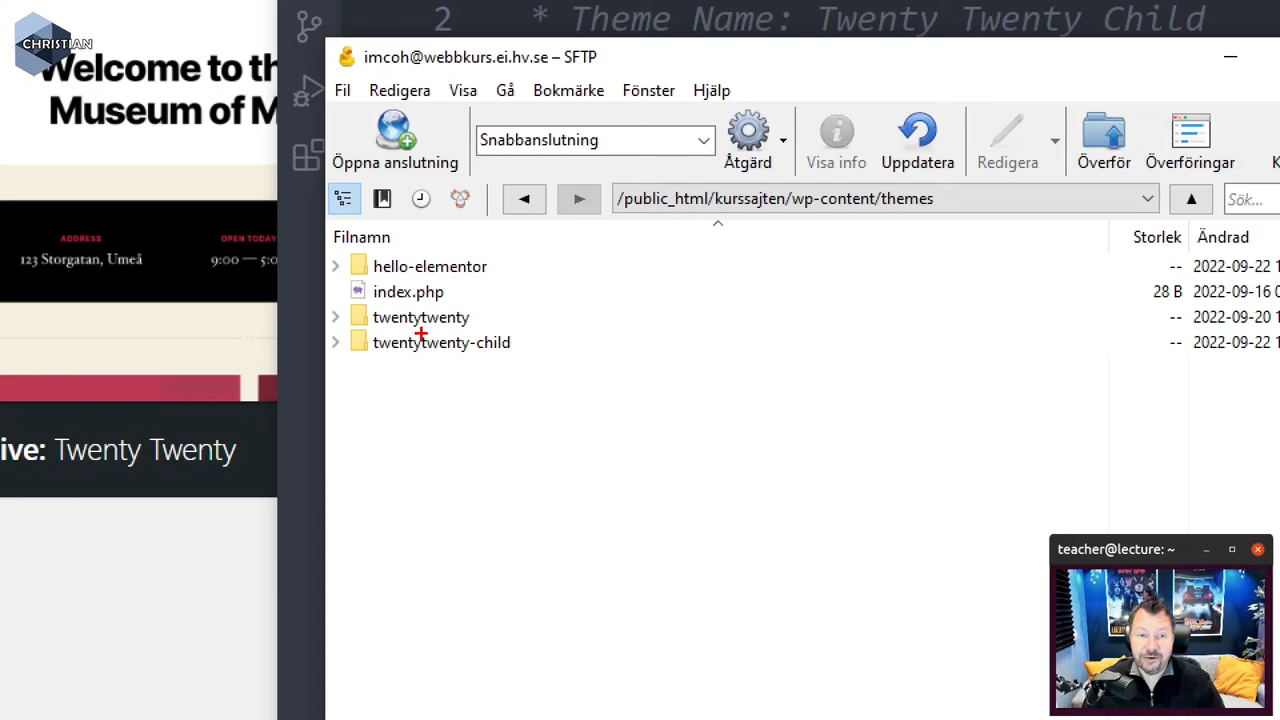 CHRISTIAN
Welcome to th
Museum of M
ADDRESS
OPEN TODAY
123 Storgatan, Umeå
9:00 — 5:0
ive: Twenty Twenty
2 * Theme Name: Twenty Twenty Child
imcoh@webbkurs.ei.hv.se – SFTP
Fil Redigera Visa Gå Bokmärke Fönster Hjälp
Öppna anslutning
Snabbanslutning
Åtgärd
Visa info
Uppdatera
Redigera
Överför
Överföringar
K
/public_html/kurssajten/wp-content/themes
Sök...
Filnamn Storlek Ändrad
hello-elementor -- 2022-09-22 1
index.php 28 B 2022-09-16 0
twentytwenty -- 2022-09-20 1
twentytwenty-child -- 2022-09-22 1
teacher@lecture: ~